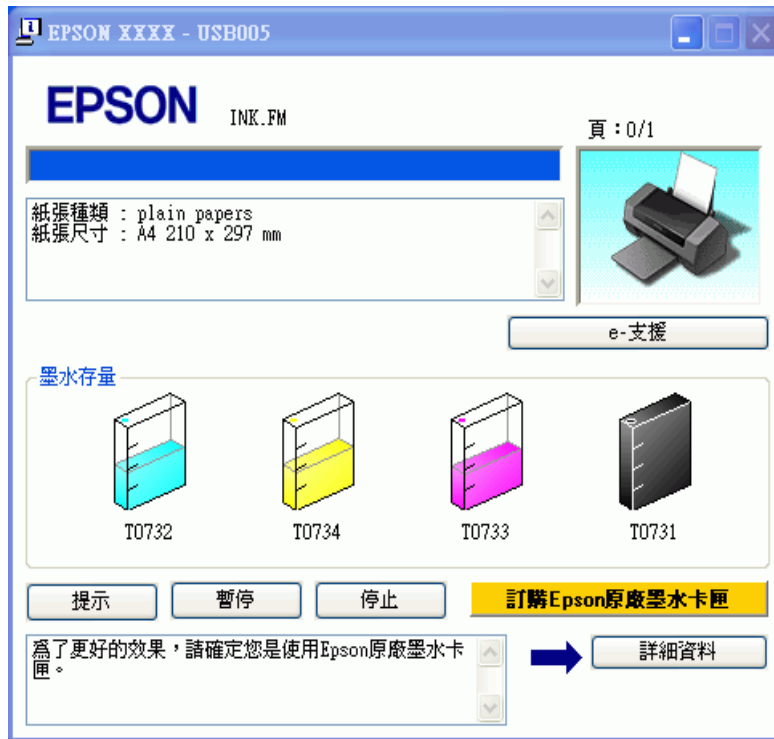 EPSON XXXX - USB005
EPSON
INK.FM
頁：0/1
紙張種類 : plain papers
紙張尺寸 : A4 210 x 297 mm
e-支援
墨水存量
T0732
T0734
T0733
T0731
提示
暫停
停止
訂購Epson原廠墨水卡匣
為了更好的效果，請確定您是使用Epson原廠墨水卡
匣。
詳細資料